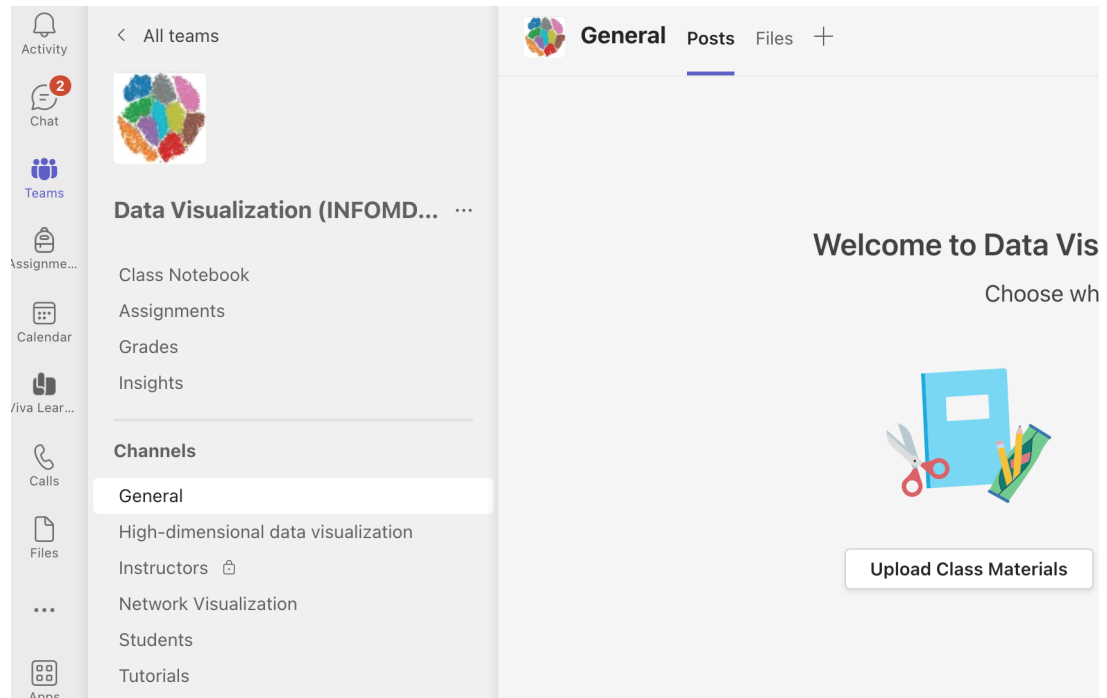 Activity
2
Chat
Teams
Assignme...
Calendar
Viva Lear...
Calls
Files
Apps
All teams
Data Visualization (INFOMD...
Class Notebook
Assignments
Grades
Insights
Channels
General
High-dimensional data visualization
Instructors
Network Visualization
Students
Tutorials
General Posts Files
Welcome to Data Vis
Choose wh
Upload Class Materials